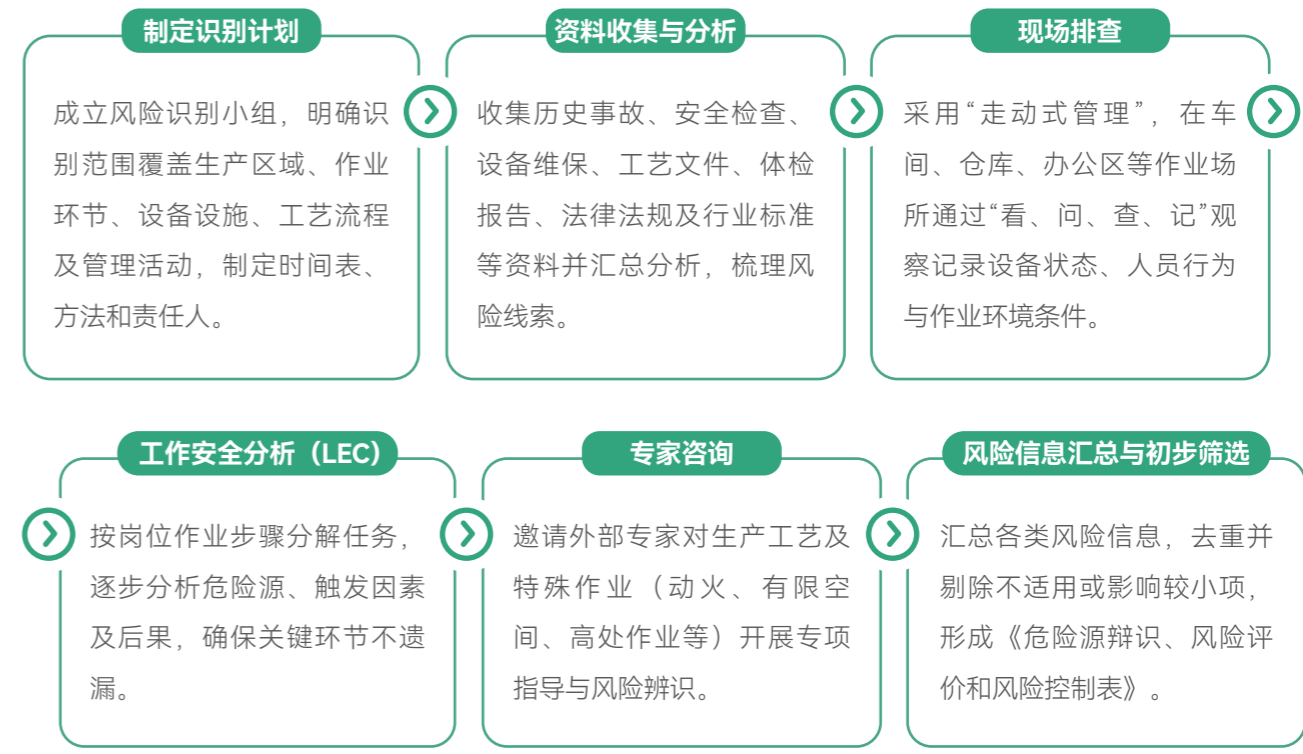 制定识别计划
成立风险识别小组，明确识
别范围覆盖生产区域、作业
环节、设备设施、工艺流程
及管理活动，制定时间表、
方法和责任人。
资料收集与分析
收集历史事故、安全检查、
设备维保、工艺文件、体检
报告、法律法规及行业标准
等资料并汇总分析，梳理风
险线索。
现场排查
采用“走动式管理”，在车
间、仓库、办公区等作业场
所通过“看、问、查、记”观
察记录设备状态、人员行为
与作业环境条件。
工作安全分析（LEC）
按岗位作业步骤分解任务，
逐步分析危险源、触发因素
及后果，确保关键环节不遗
漏。
专家咨询
邀请外部专家对生产工艺及
特殊作业（动火、有限空
间、高处作业等）开展专项
指导与风险辨识。
风险信息汇总与初步筛选
汇总各类风险信息，去重并
剔除不适用或影响较小项，
形成《危险源辩识、风险评
价和风险控制表》。